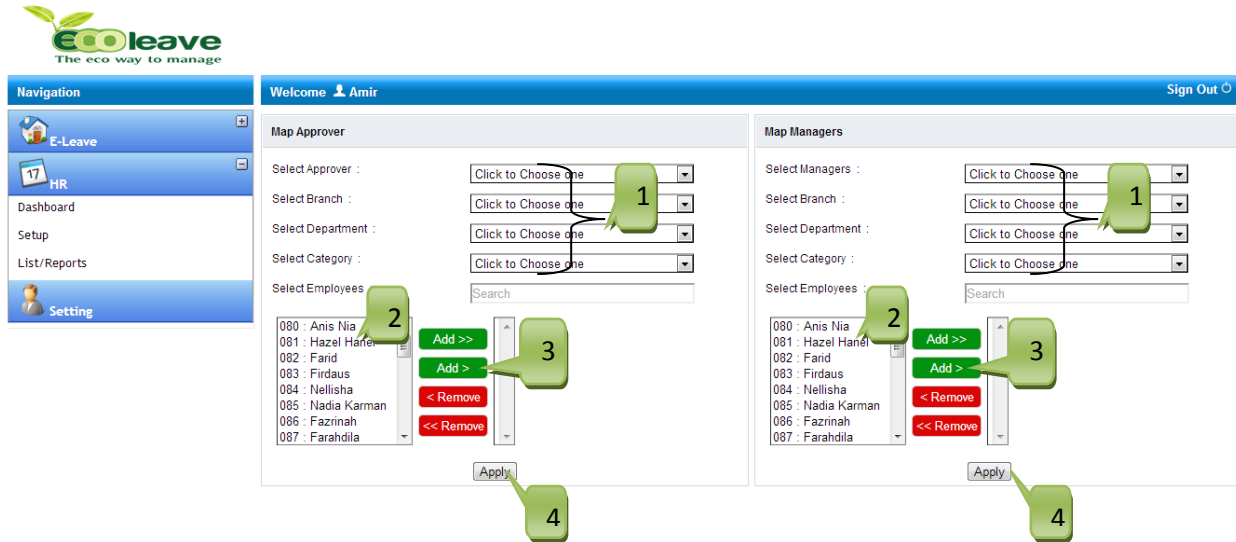 ecoleave
The eco way to manage
Navigation
Welcome Amir
Sign Out
E-Leave
17
HR
Dashboard
Setup
List/Reports
Setting
Map Approver
Select Approver :
Click to Choose one
Select Branch :
Click to Choose one
Select Department :
Click to Choose one
Select Category :
Click to Choose one
1
Select Employees
Search
080 : Anis Nia
081 : Hazel Hanel
082 : Farid
083 : Firdaus
084 : Nellisha
085 : Nadia Karman
086 : Fazrinah
087 : Farahdila
2
Add >>
Add >
< Remove
<< Remove
3
Apply
4
Map Managers
Select Managers :
Click to Choose one
Select Branch :
Click to Choose one
Select Department :
Click to Choose one
Select Category :
Click to Choose one
1
Select Employees :
Search
080 : Anis Nia
081 : Hazel Hanel
082 : Farid
083 : Firdaus
084 : Nellisha
085 : Nadia Karman
086 : Fazrinah
087 : Farahdila
2
Add >>
Add >
< Remove
<< Remove
3
Apply
4